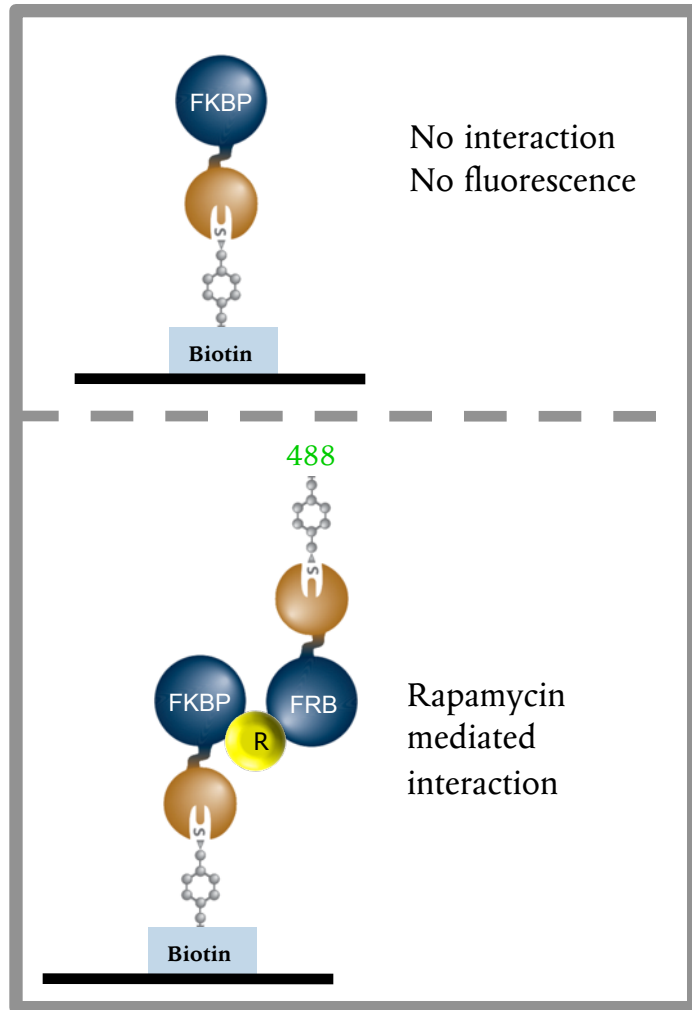 FKBP
No interaction
No fluorescence
S
Biotin
488
S
FKBP
FRB
R
Rapamycin
mediated
interaction
S
Biotin